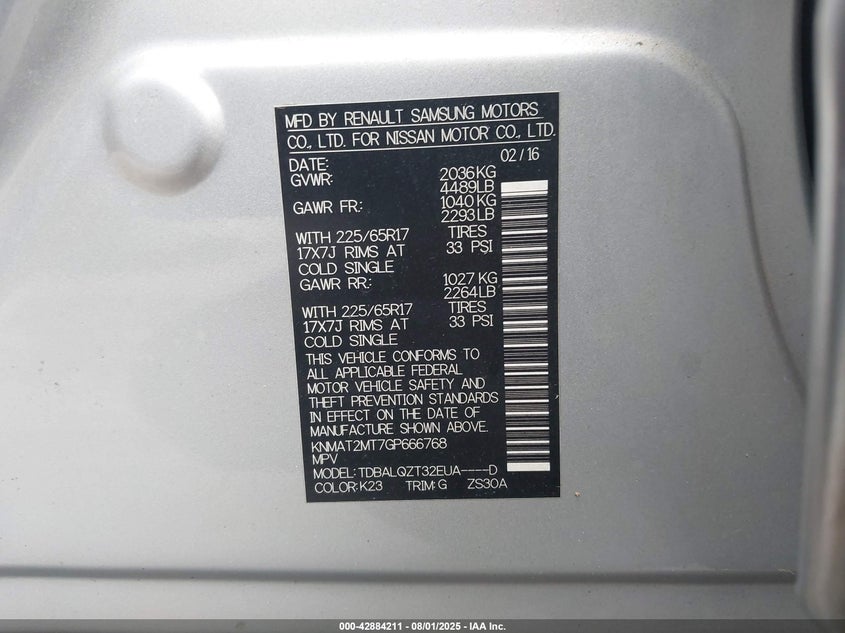 MFD BY RENAULT SAMSUNG MOTORS
CO., LTD. FOR NISSAN MOTOR CO., LTD.
DATE: 02/16
GVWR: 2036KG
4489LB
GAWR FR: 1040KG
2293LB
WITH 225/65R17 TIRES
17X7J RIMS AT 33 PSI
COLD SINGLE
GAWR RR: 1027KG
2264LB
WITH 225/65R17 TIRES
17X7J RIMS AT 33 PSI
COLD SINGLE
THIS VEHICLE CONFORMS TO
ALL APPLICABLE FEDERAL
MOTOR VEHICLE SAFETY AND
THEFT PREVENTION STANDARDS
IN EFFECT ON THE DATE OF
MANUFACTURE SHOWN ABOVE.
KNMAT2MT7GP666768
MPV
MODEL: TDBALQZT32EUA----D
COLOR: K23 TRIM: G ZS30A
000-42884211 - 08/01/2025 - IAA Inc.